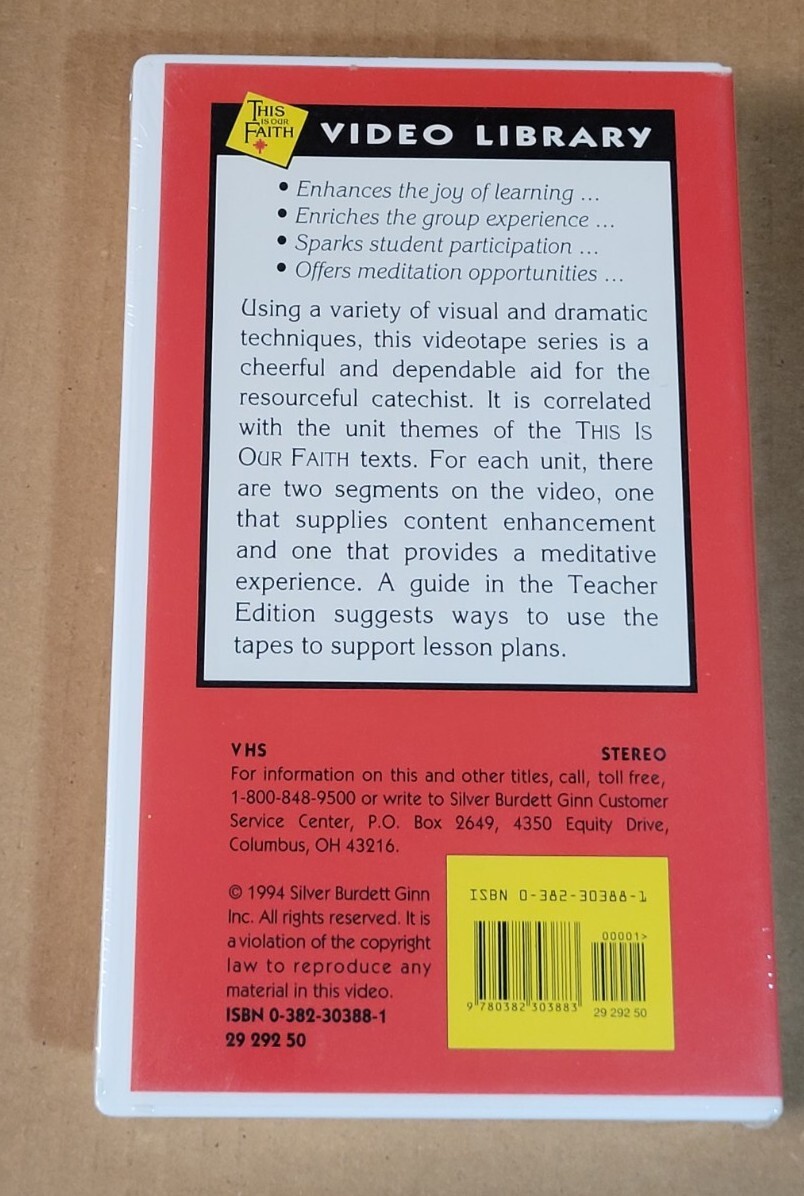 THIS
IS OUR
FAITH
VIDEO LIBRARY
• Enhances the joy of learning ...
• Enriches the group experience ...
• Sparks student participation ...
• Offers meditation opportunities ...
Using a variety of visual and dramatic
techniques, this videotape series is a
cheerful and dependable aid for the
resourceful catechist. It is correlated
with the unit themes of the THIS IS
OUR FAITH texts. For each unit, there
are two segments on the video, one
that supplies content enhancement
and one that provides a meditative
experience. A guide in the Teacher
Edition suggests ways to use the
tapes to support lesson plans.
VHS STEREO
For information on this and other titles, call, toll free,
1-800-848-9500 or write to Silver Burdett Ginn Customer
Service Center, P.O. Box 2649, 4350 Equity Drive,
Columbus, OH 43216.
© 1994 Silver Burdett Ginn
Inc. All rights reserved. It is
a violation of the copyright
law to reproduce any
material in this video.
ISBN 0-382-30388-1
29 292 50
ISBN 0-382-30388-1
00001>
9 780382 303883
29 292 50